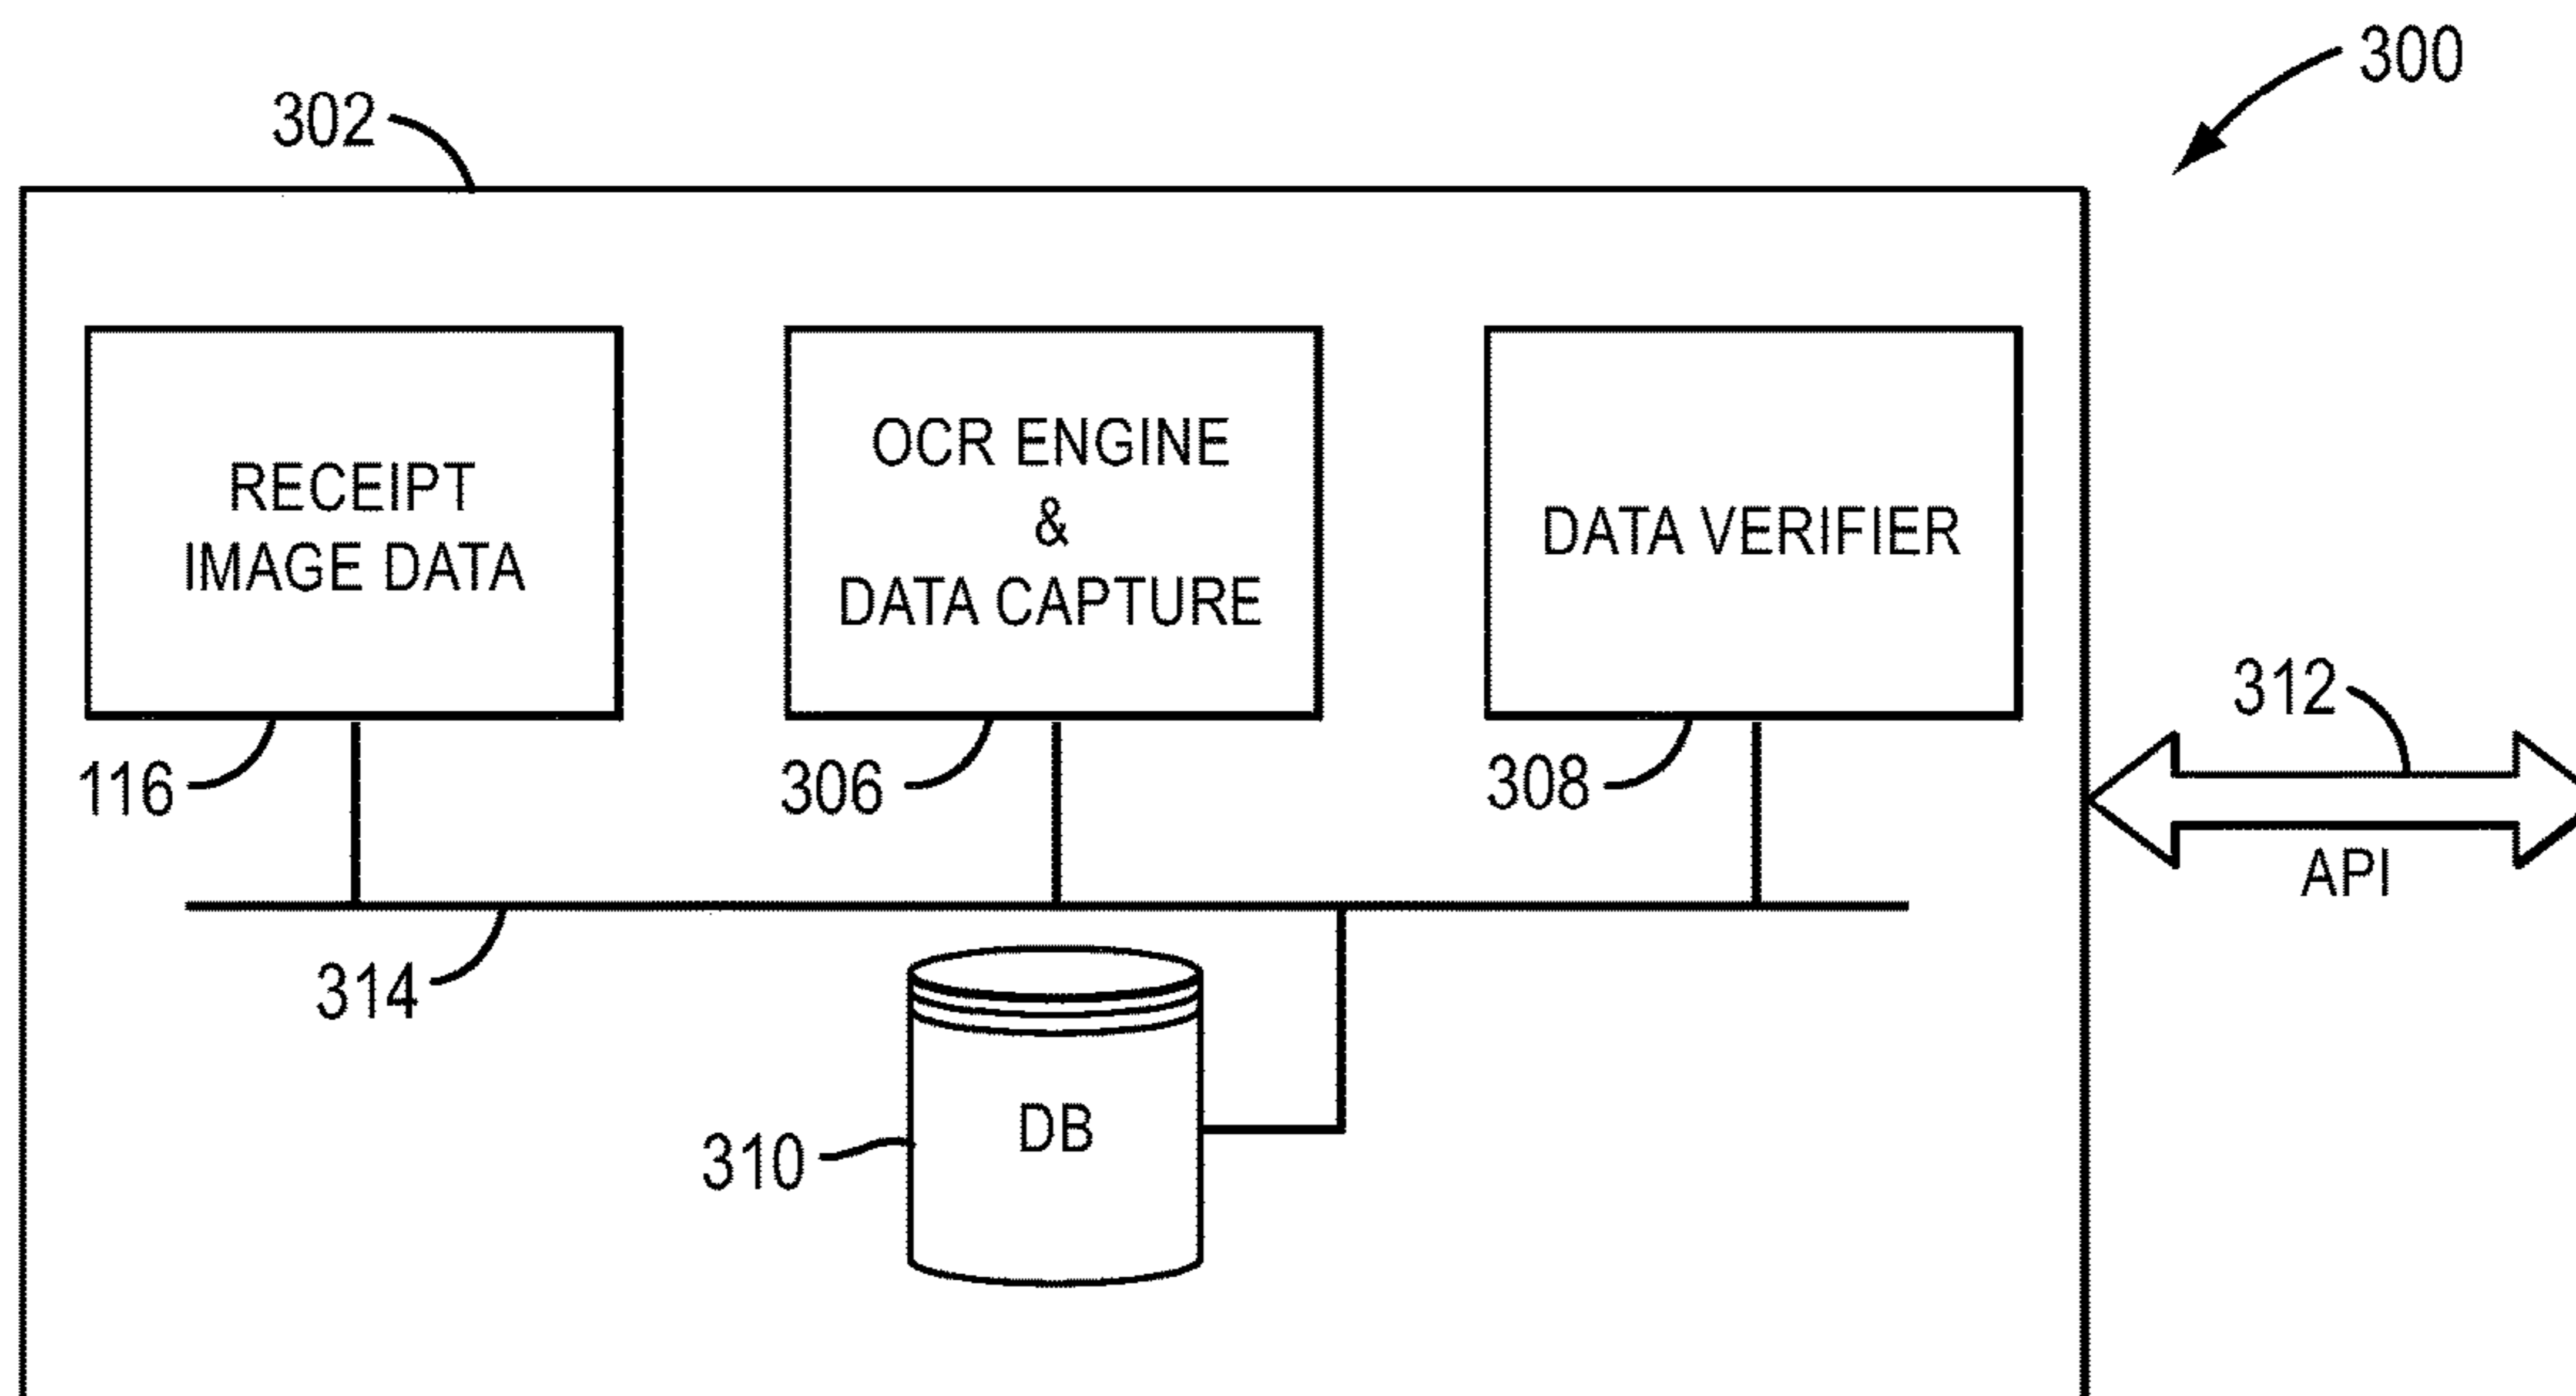 300
302
RECEIPT
IMAGE DATA
OCR ENGINE
&
DATA CAPTURE
DATA VERIFIER
116
306
308
312
API
314
310
DB